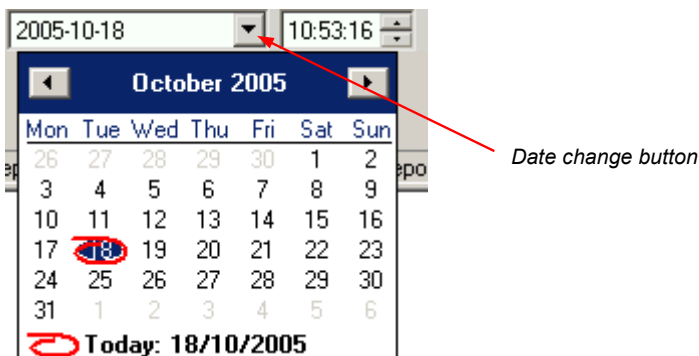 2005-10-18 10:53:16
October 2005
Mon Tue Wed Thu Fri Sat Sun
26 27 28 29 30 1 2
3 4 5 6 7 8 9
10 11 12 13 14 15 16
17 18 19 20 21 22 23
24 25 26 27 28 29 30
31 1 2 3 4 5 6
Today: 18/10/2005
Date change button